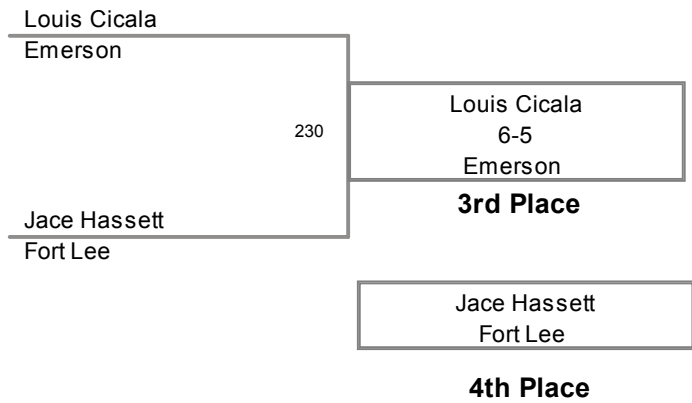 Louis Cicala
Emerson
230
Louis Cicala
6-5
Emerson
3rd Place
Jace Hassett
Fort Lee
Jace Hassett
Fort Lee
4th Place